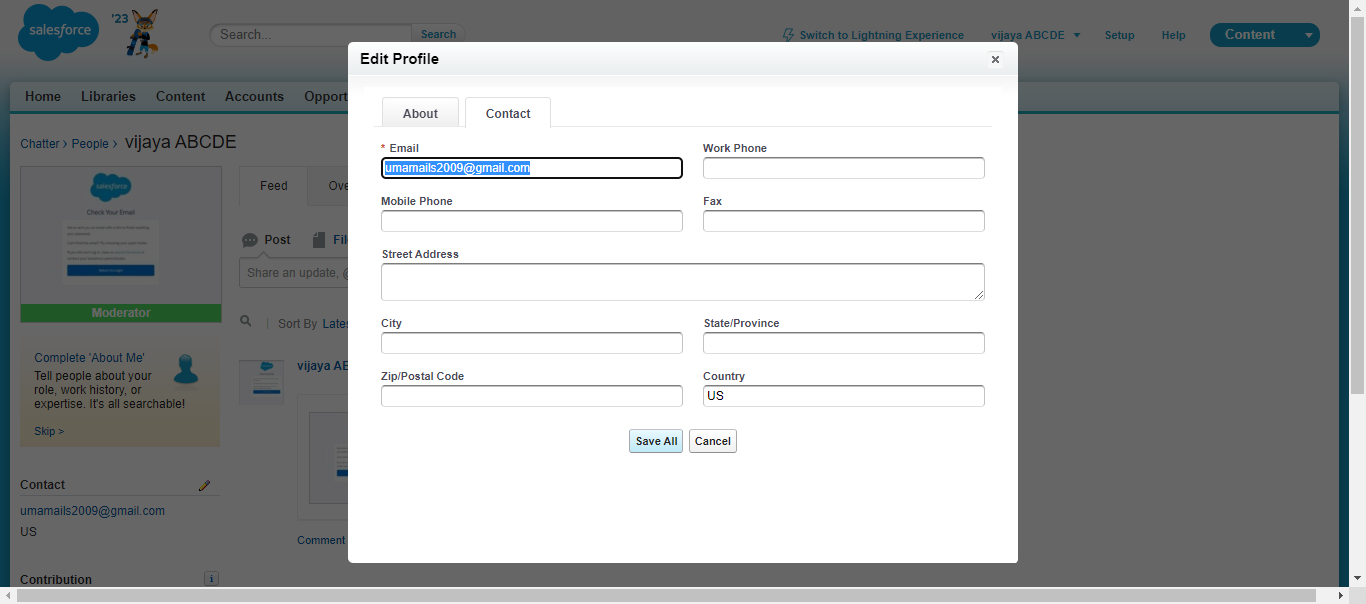 salesforce
'23
Search...
Search
Switch to Lightning Experience
vijaya ABCDE
Setup
Help
Content
Home
Libraries
Content
Accounts
Opport
Chatter › People › vijaya ABCDE
salesforce
Check Your Email
Moderator
Complete 'About Me'
Tell people about your
role, work history, or
expertise. It's all searchable!
Skip >
Contact
umamails2009@gmail.com
US
Contribution
i
Feed
Ove
Post
Fil
Share an update, @
Sort By Lates
vijaya AB
Comment
Edit Profile
About
Contact
* Email
umamails2009@gmail.com
Work Phone
Mobile Phone
Fax
Street Address
City
State/Province
Zip/Postal Code
Country
US
Save All
Cancel